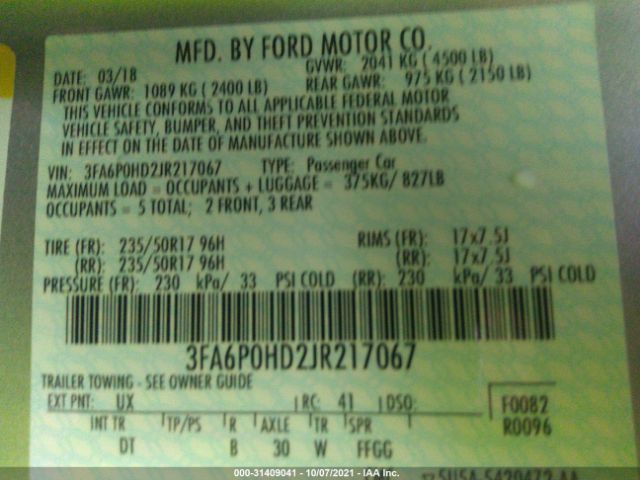 MFD. BY FORD MOTOR CO.
DATE: 03/18 GVWR: 2041 KG ( 4500 LB)
FRONT GAWR: 1089 KG ( 2400 LB) REAR GAWR: 975 KG ( 2150 LB)
THIS VEHICLE CONFORMS TO ALL APPLICABLE FEDERAL MOTOR
VEHICLE SAFETY, BUMPER, AND THEFT PREVENTION STANDARDS
IN EFFECT ON THE DATE OF MANUFACTURE SHOWN ABOVE.
VIN: 3FA6P0HD2JR217067 TYPE: Passenger Car
MAXIMUM LOAD = OCCUPANTS + LUGGAGE = 375KG/ 827LB
OCCUPANTS = 5 TOTAL; 2 FRONT, 3 REAR
TIRE (FR): 235/50R17 96H RIMS (FR): 17x7.5J
(RR): 235/50R17 96H (RR): 17x7.5J
PRESSURE (FR): 230 kPa/ 33 PSI COLD (RR): 230 kPa/ 33 PSI COLD
3FA6P0HD2JR217067
TRAILER TOWING - SEE OWNER GUIDE
EXT PNT: UX RC: 41 DSO: F0082
INT TR TP/PS R AXLE TR SPR R0096
DT B 30 W FFGG
000-31409041 - 10/07/2021 - IAA Inc.